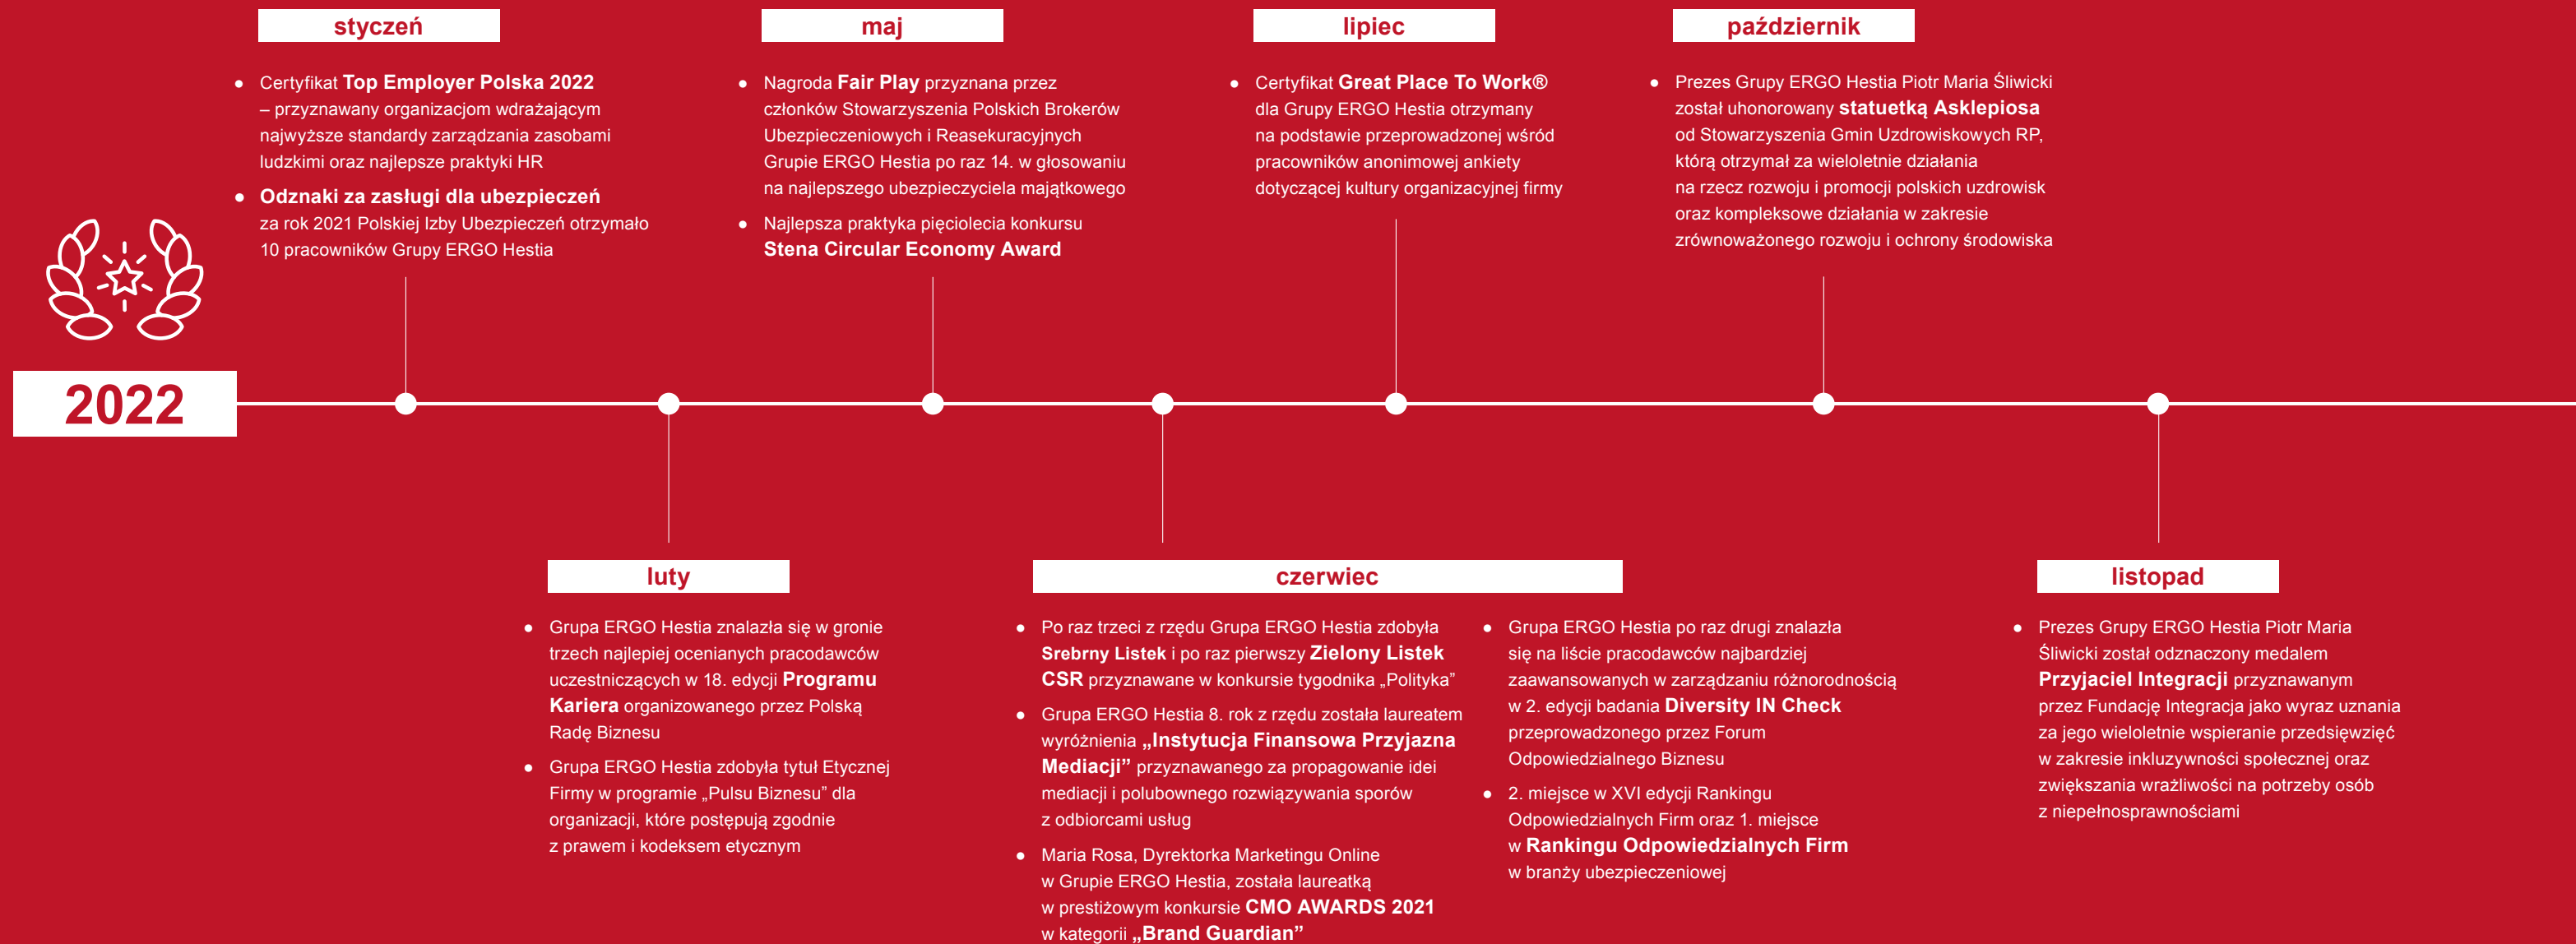 2022
styczeń
● Certyfikat Top Employer Polska 2022
– przyznawany organizacjom wdrażającym
najwyższe standardy zarządzania zasobami
ludzkimi oraz najlepsze praktyki HR
● Odznaki za zasługi dla ubezpieczeń
za rok 2021 Polskiej Izby Ubezpieczeń otrzymało
10 pracowników Grupy ERGO Hestia
luty
● Grupa ERGO Hestia znalazła się w gronie
trzech najlepiej ocenianych pracodawców
uczestniczących w 18. edycji Programu
Kariera organizowanego przez Polską
Radę Biznesu
● Grupa ERGO Hestia zdobyła tytuł Etycznej
Firmy w programie „Pulsu Biznesu” dla
organizacji, które postępują zgodnie
z prawem i kodeksem etycznym
maj
● Nagroda Fair Play przyznana przez
członków Stowarzyszenia Polskich Brokerów
Ubezpieczeniowych i Reasekuracyjnych
Grupie ERGO Hestia po raz 14. w głosowaniu
na najlepszego ubezpieczyciela majątkowego
● Najlepsza praktyka pięciolecia konkursu
Stena Circular Economy Award
czerwiec
● Po raz trzeci z rzędu Grupa ERGO Hestia zdobyła
Srebrny Listek i po raz pierwszy Zielony Listek
CSR przyznawane w konkursie tygodnika „Polityka”
● Grupa ERGO Hestia 8. rok z rzędu została laureatem
wyróżnienia „Instytucja Finansowa Przyjazna
Mediacji” przyznawanego za propagowanie idei
mediacji i polubownego rozwiązywania sporów
z odbiorcami usług
● Maria Rosa, Dyrektorka Marketingu Online
w Grupie ERGO Hestia, została laureatką
w prestiżowym konkursie CMO AWARDS 2021
w kategorii „Brand Guardian”
● Grupa ERGO Hestia po raz drugi znalazła
się na liście pracodawców najbardziej
zaawansowanych w zarządzaniu różnorodnością
w 2. edycji badania Diversity IN Check
przeprowadzonego przez Forum
Odpowiedzialnego Biznesu
● 2. miejsce w XVI edycji Rankingu
Odpowiedzialnych Firm oraz 1. miejsce
w Rankingu Odpowiedzialnych Firm
w branży ubezpieczeniowej
lipiec
● Certyfikat Great Place To Work®
dla Grupy ERGO Hestia otrzymany
na podstawie przeprowadzonej wśród
pracowników anonimowej ankiety
dotyczącej kultury organizacyjnej firmy
październik
● Prezes Grupy ERGO Hestia Piotr Maria Śliwicki
został uhonorowany statuetką Asklepiosa
od Stowarzyszenia Gmin Uzdrowiskowych RP,
którą otrzymał za wieloletnie działania
na rzecz rozwoju i promocji polskich uzdrowisk
oraz kompleksowe działania w zakresie
zrównoważonego rozwoju i ochrony środowiska
listopad
● Prezes Grupy ERGO Hestia Piotr Maria
Śliwicki został odznaczony medalem
Przyjaciel Integracji przyznawanym
przez Fundację Integracja jako wyraz uznania
za jego wieloletnie wspieranie przedsięwzięć
w zakresie inkluzywności społecznej oraz
zwiększania wrażliwości na potrzeby osób
z niepełnosprawnościami